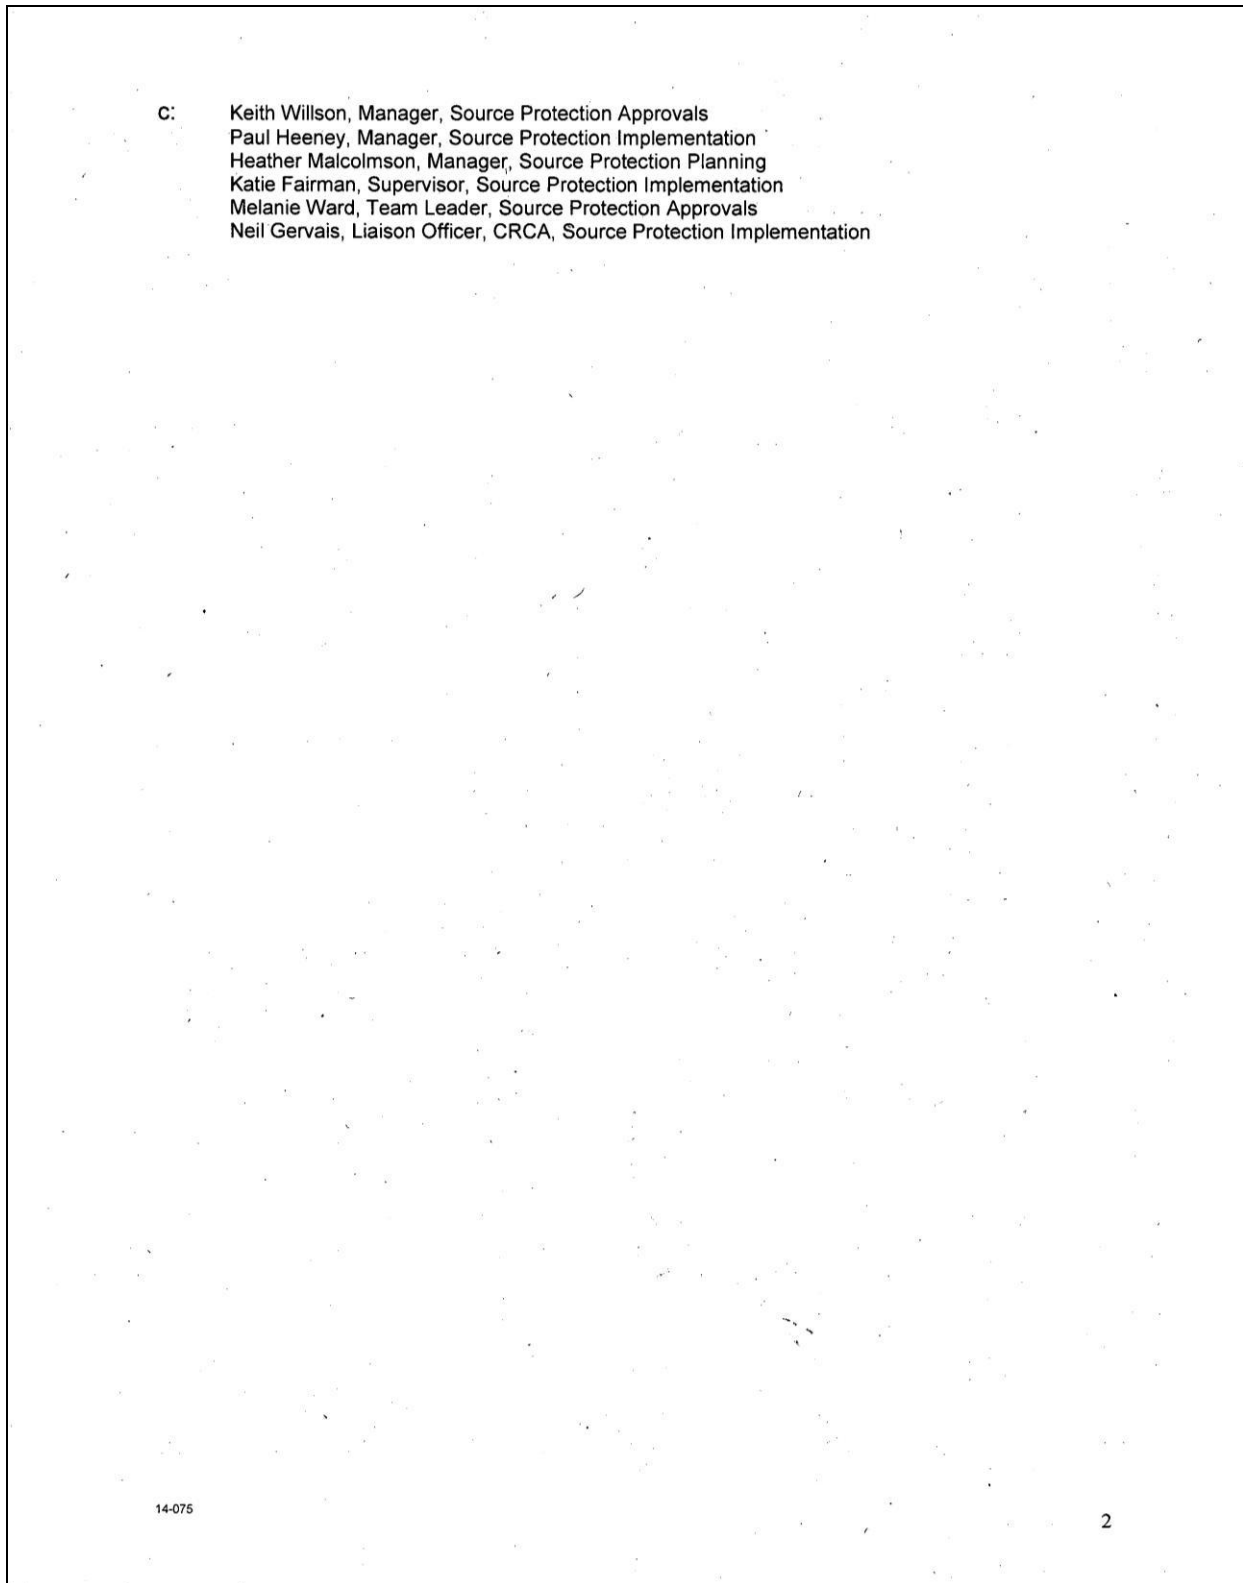 c: Keith Willson, Manager, Source Protection Approvals
Paul Heeney, Manager, Source Protection Implementation
Heather Malcolmson, Manager, Source Protection Planning
Katie Fairman, Supervisor, Source Protection Implementation
Melanie Ward, Team Leader, Source Protection Approvals
Neil Gervais, Liaison Officer, CRCA, Source Protection Implementation
14-075
2